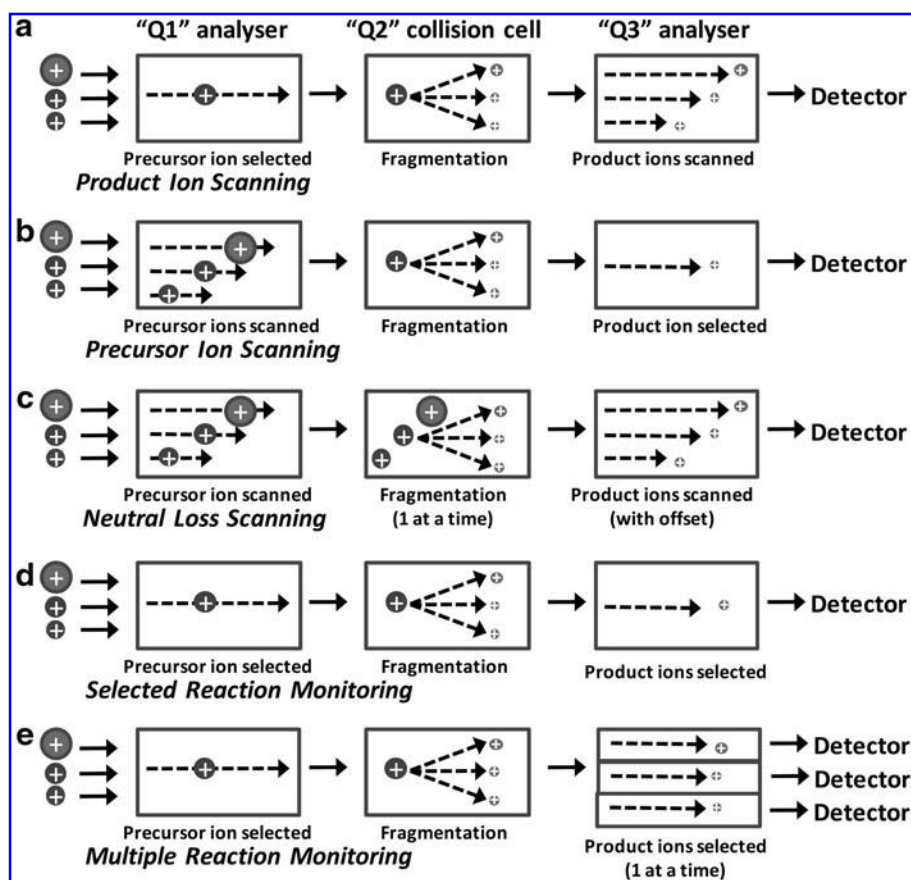 a "Q1" analyser "Q2" collision cell "Q3" analyser
+ + + + + + + + Detector
Precursor ion selected Fragmentation Product ions scanned
Product Ion Scanning
b
Detector
Precursor ions scanned Fragmentation Product ion selected
Precursor Ion Scanning
c
Detector
Precursor ion scanned Fragmentation Product ions scanned
(1 at a time) (with offset)
Neutral Loss Scanning
d
Detector
Precursor ion selected Fragmentation Product ions selected
Selected Reaction Monitoring
e
Detector
Detector
Detector
Precursor ion selected Fragmentation Product ions selected
(1 at a time)
Multiple Reaction Monitoring